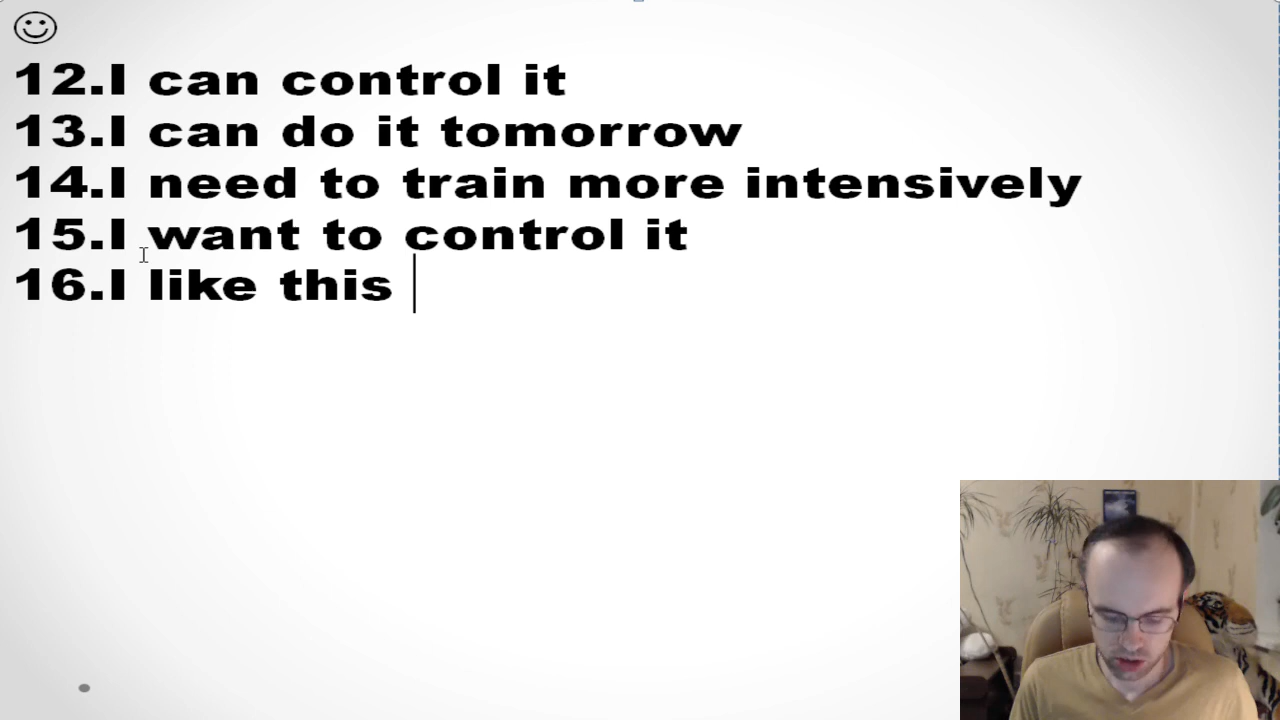 12.I can control it
13.I can do it tomorrow
14.I need to train more intensively
15.I want to control it
16.I like this